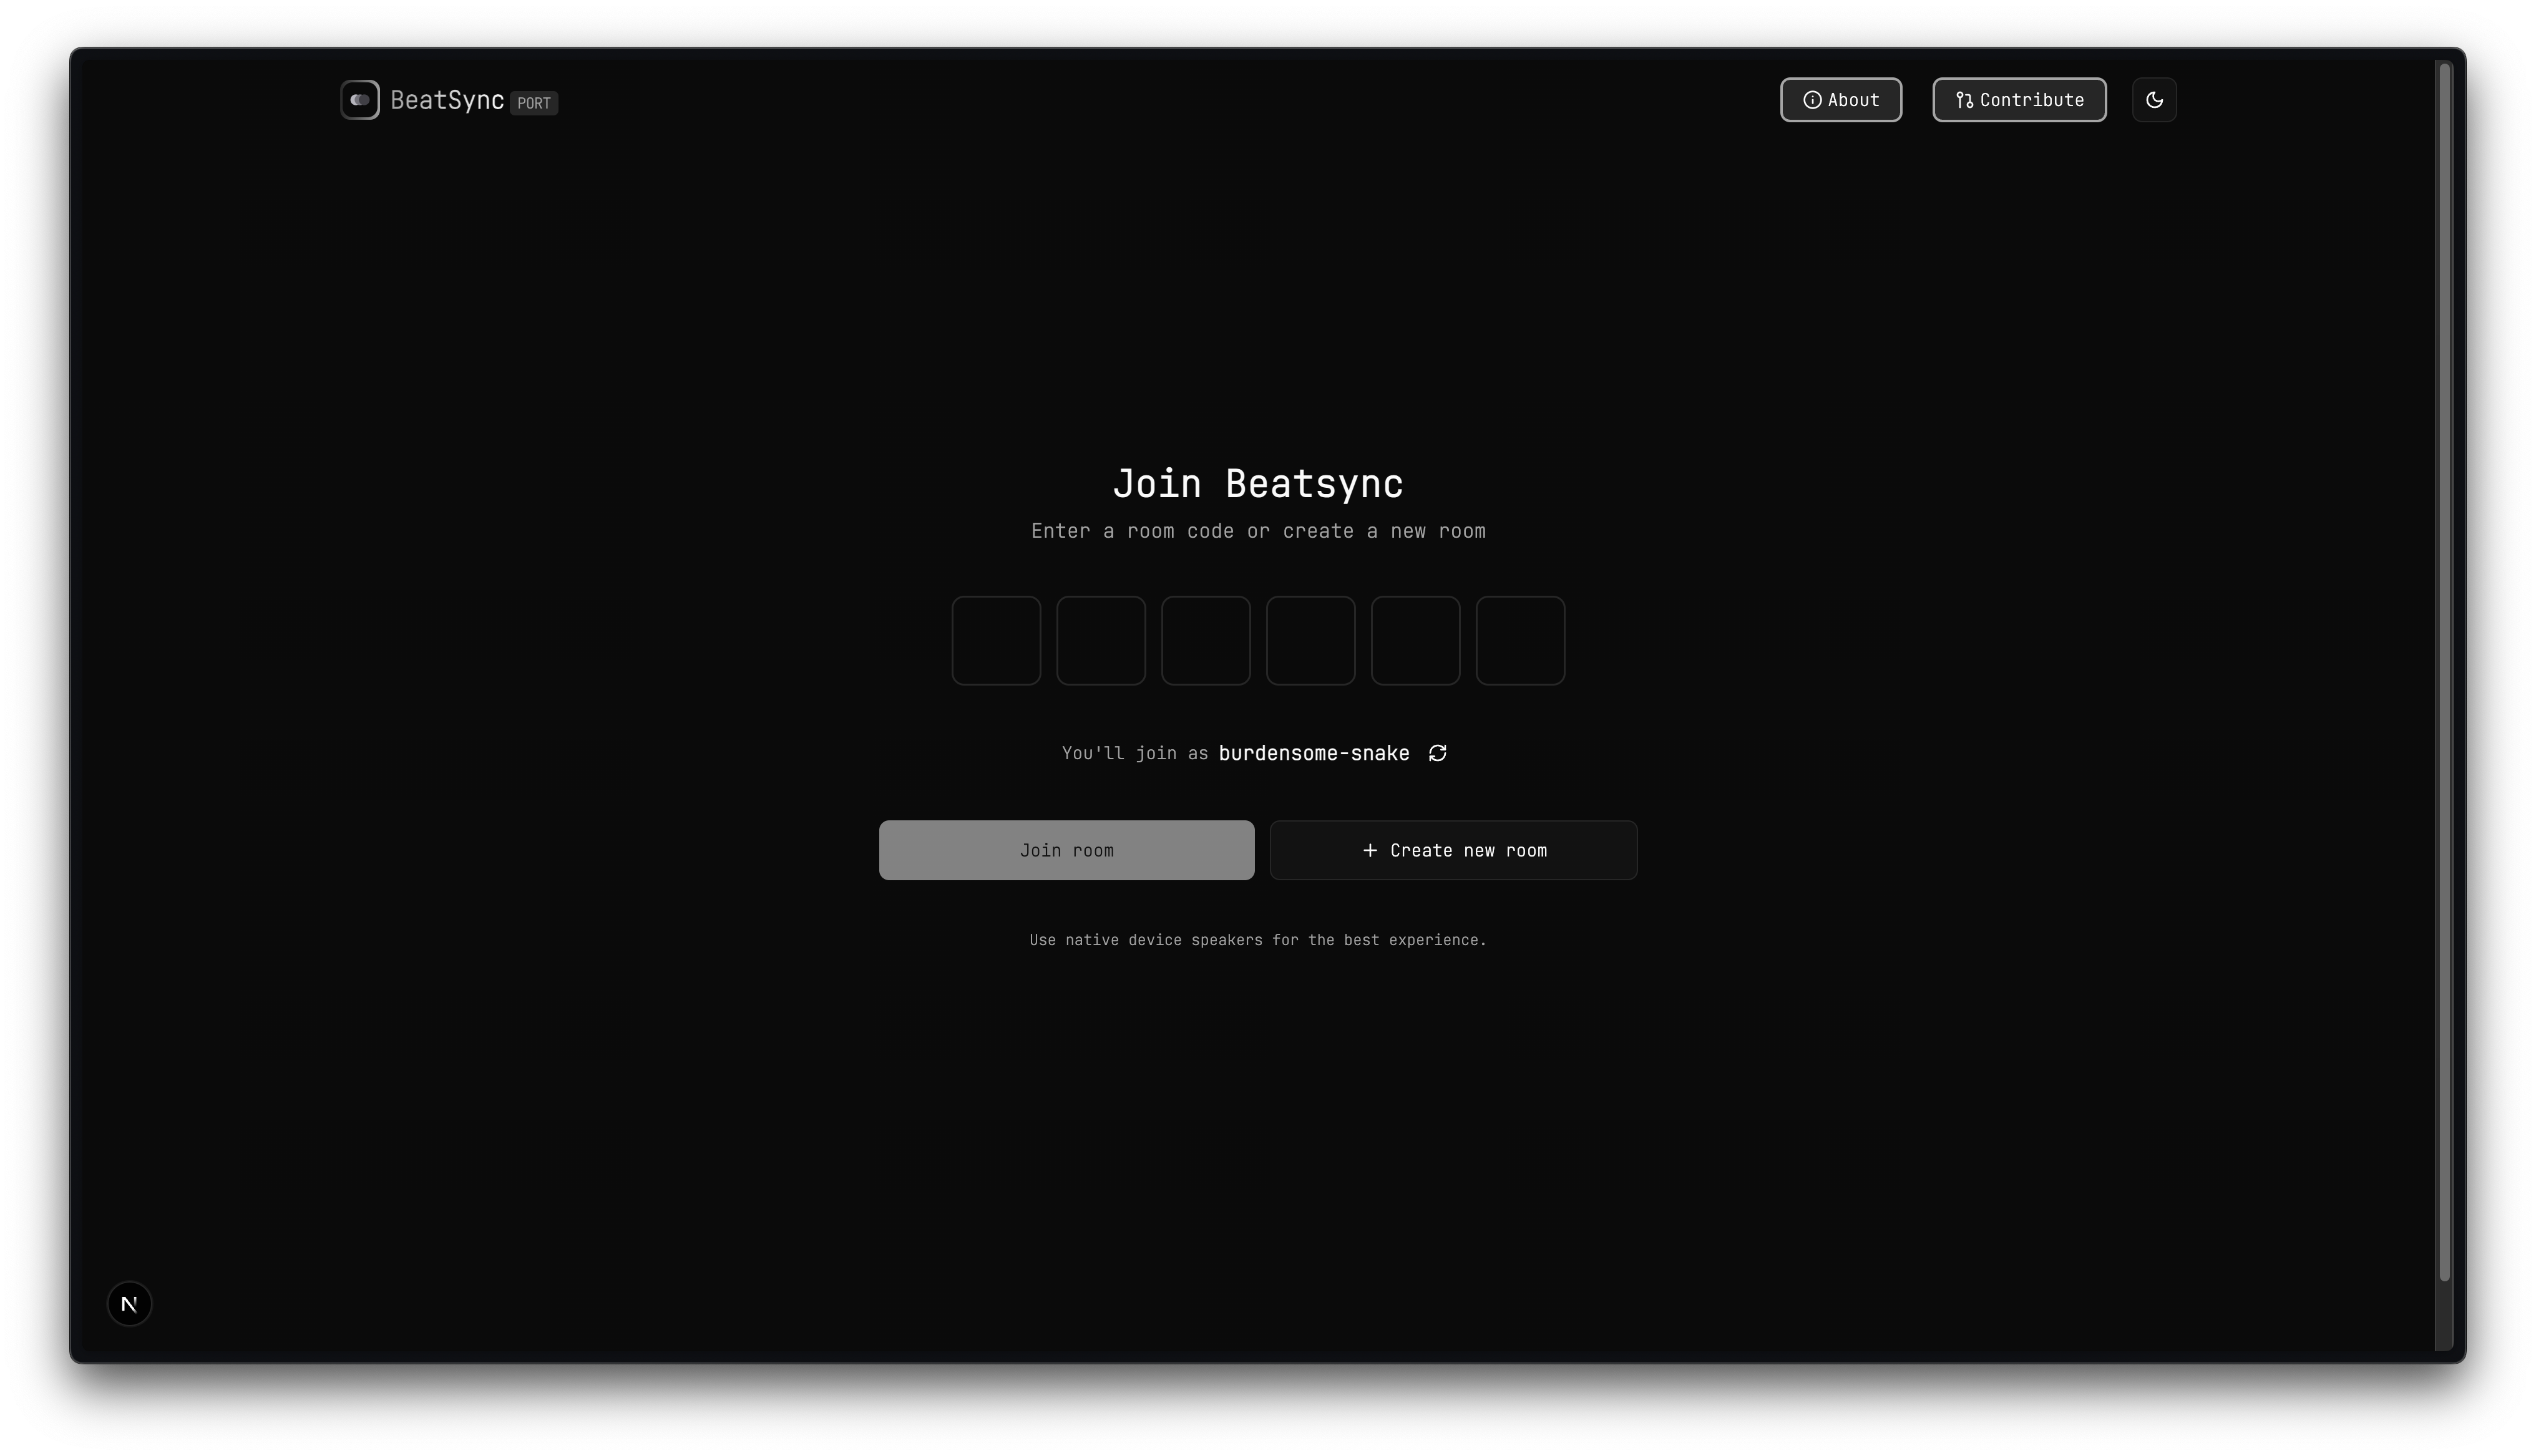 BeatSync PORT
About
Contribute
Join Beatsync
Enter a room code or create a new room
You'll join as burdensome-snake
Join room
Create new room
Use native device speakers for the best experience.
N